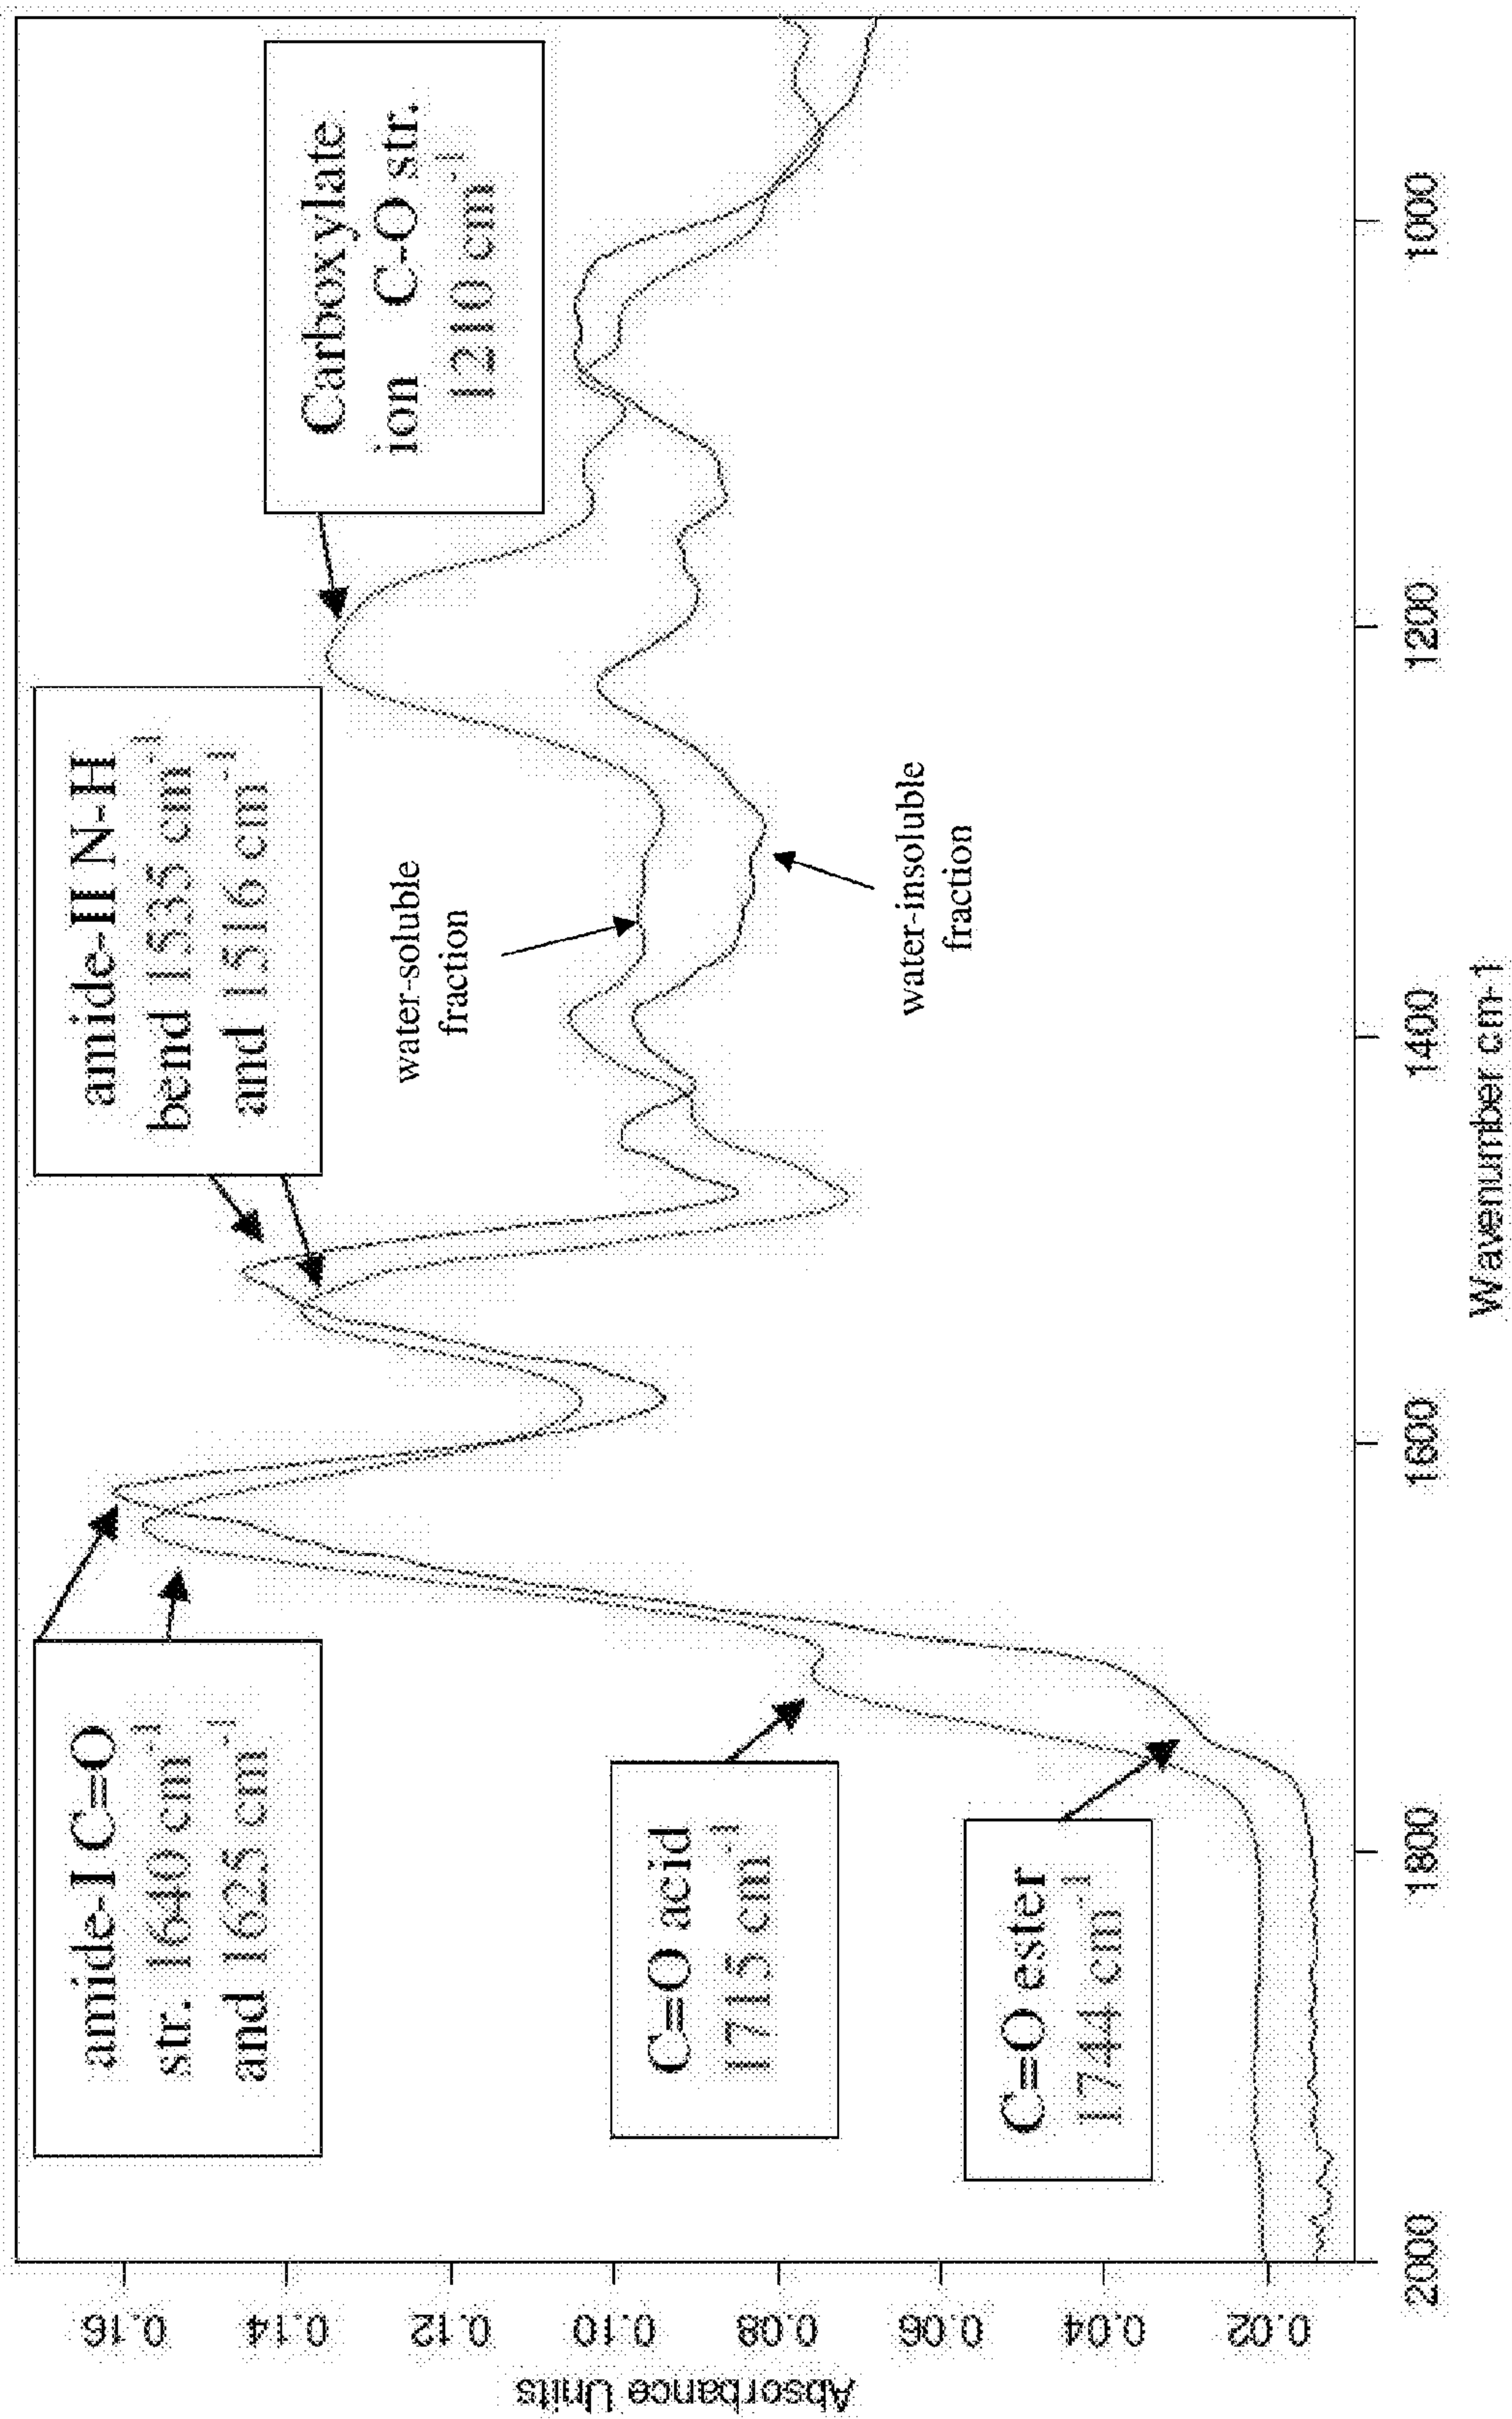 amide-I C=O
str. 1640 cm-1
and 1625 cm-1
amide-II N-H
bend 1535 cm-1
and 1516 cm-1
Carboxylate
ion C-O str.
1210 cm-1
water-soluble
fraction
water-insoluble
fraction
C=O acid
1715 cm-1
C=O ester
1744 cm-1
Absorbance Units
0.16
0.14
0.12
0.10
0.08
0.06
0.04
0.02
2000
1800
1600
1400
1200
1000
Wavenumber cm-1